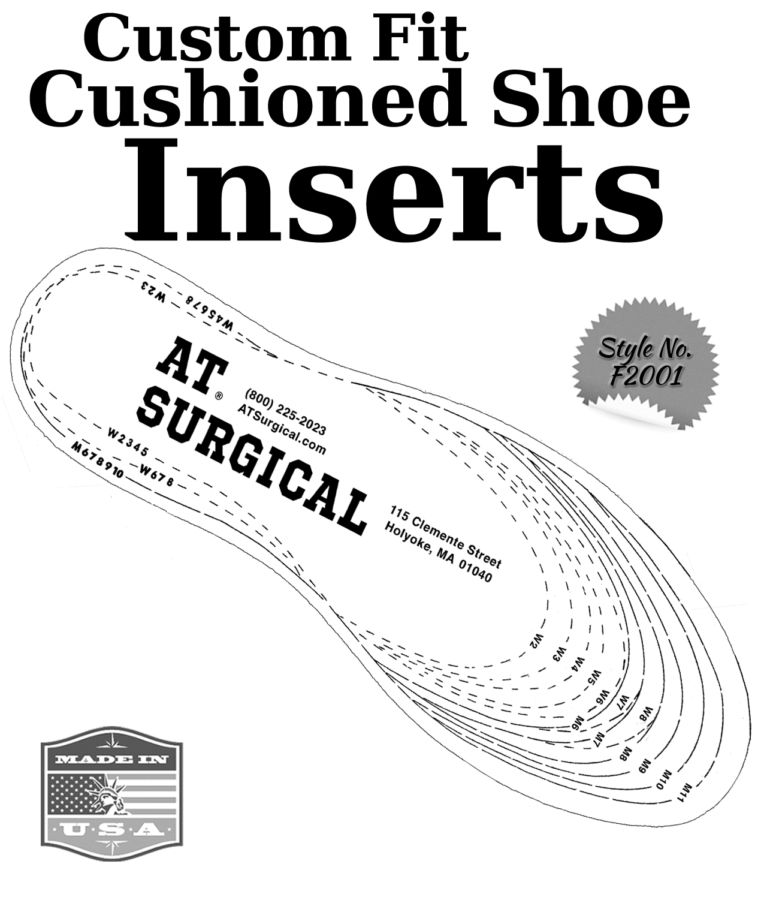 Custom Fit
Cushioned Shoe
Inserts
W23
W45678
Style No.
F2001
AT
SURGICAL
®
(800) 225-2023
ATSurgical.com
W2345
W678
M678910
115 Clemente Street
Holyoke, MA 01040
W2
W3
W4
W5
W6
W7
W8
M6
M7
M8
M9
M10
M11
MADE IN
U·S·A